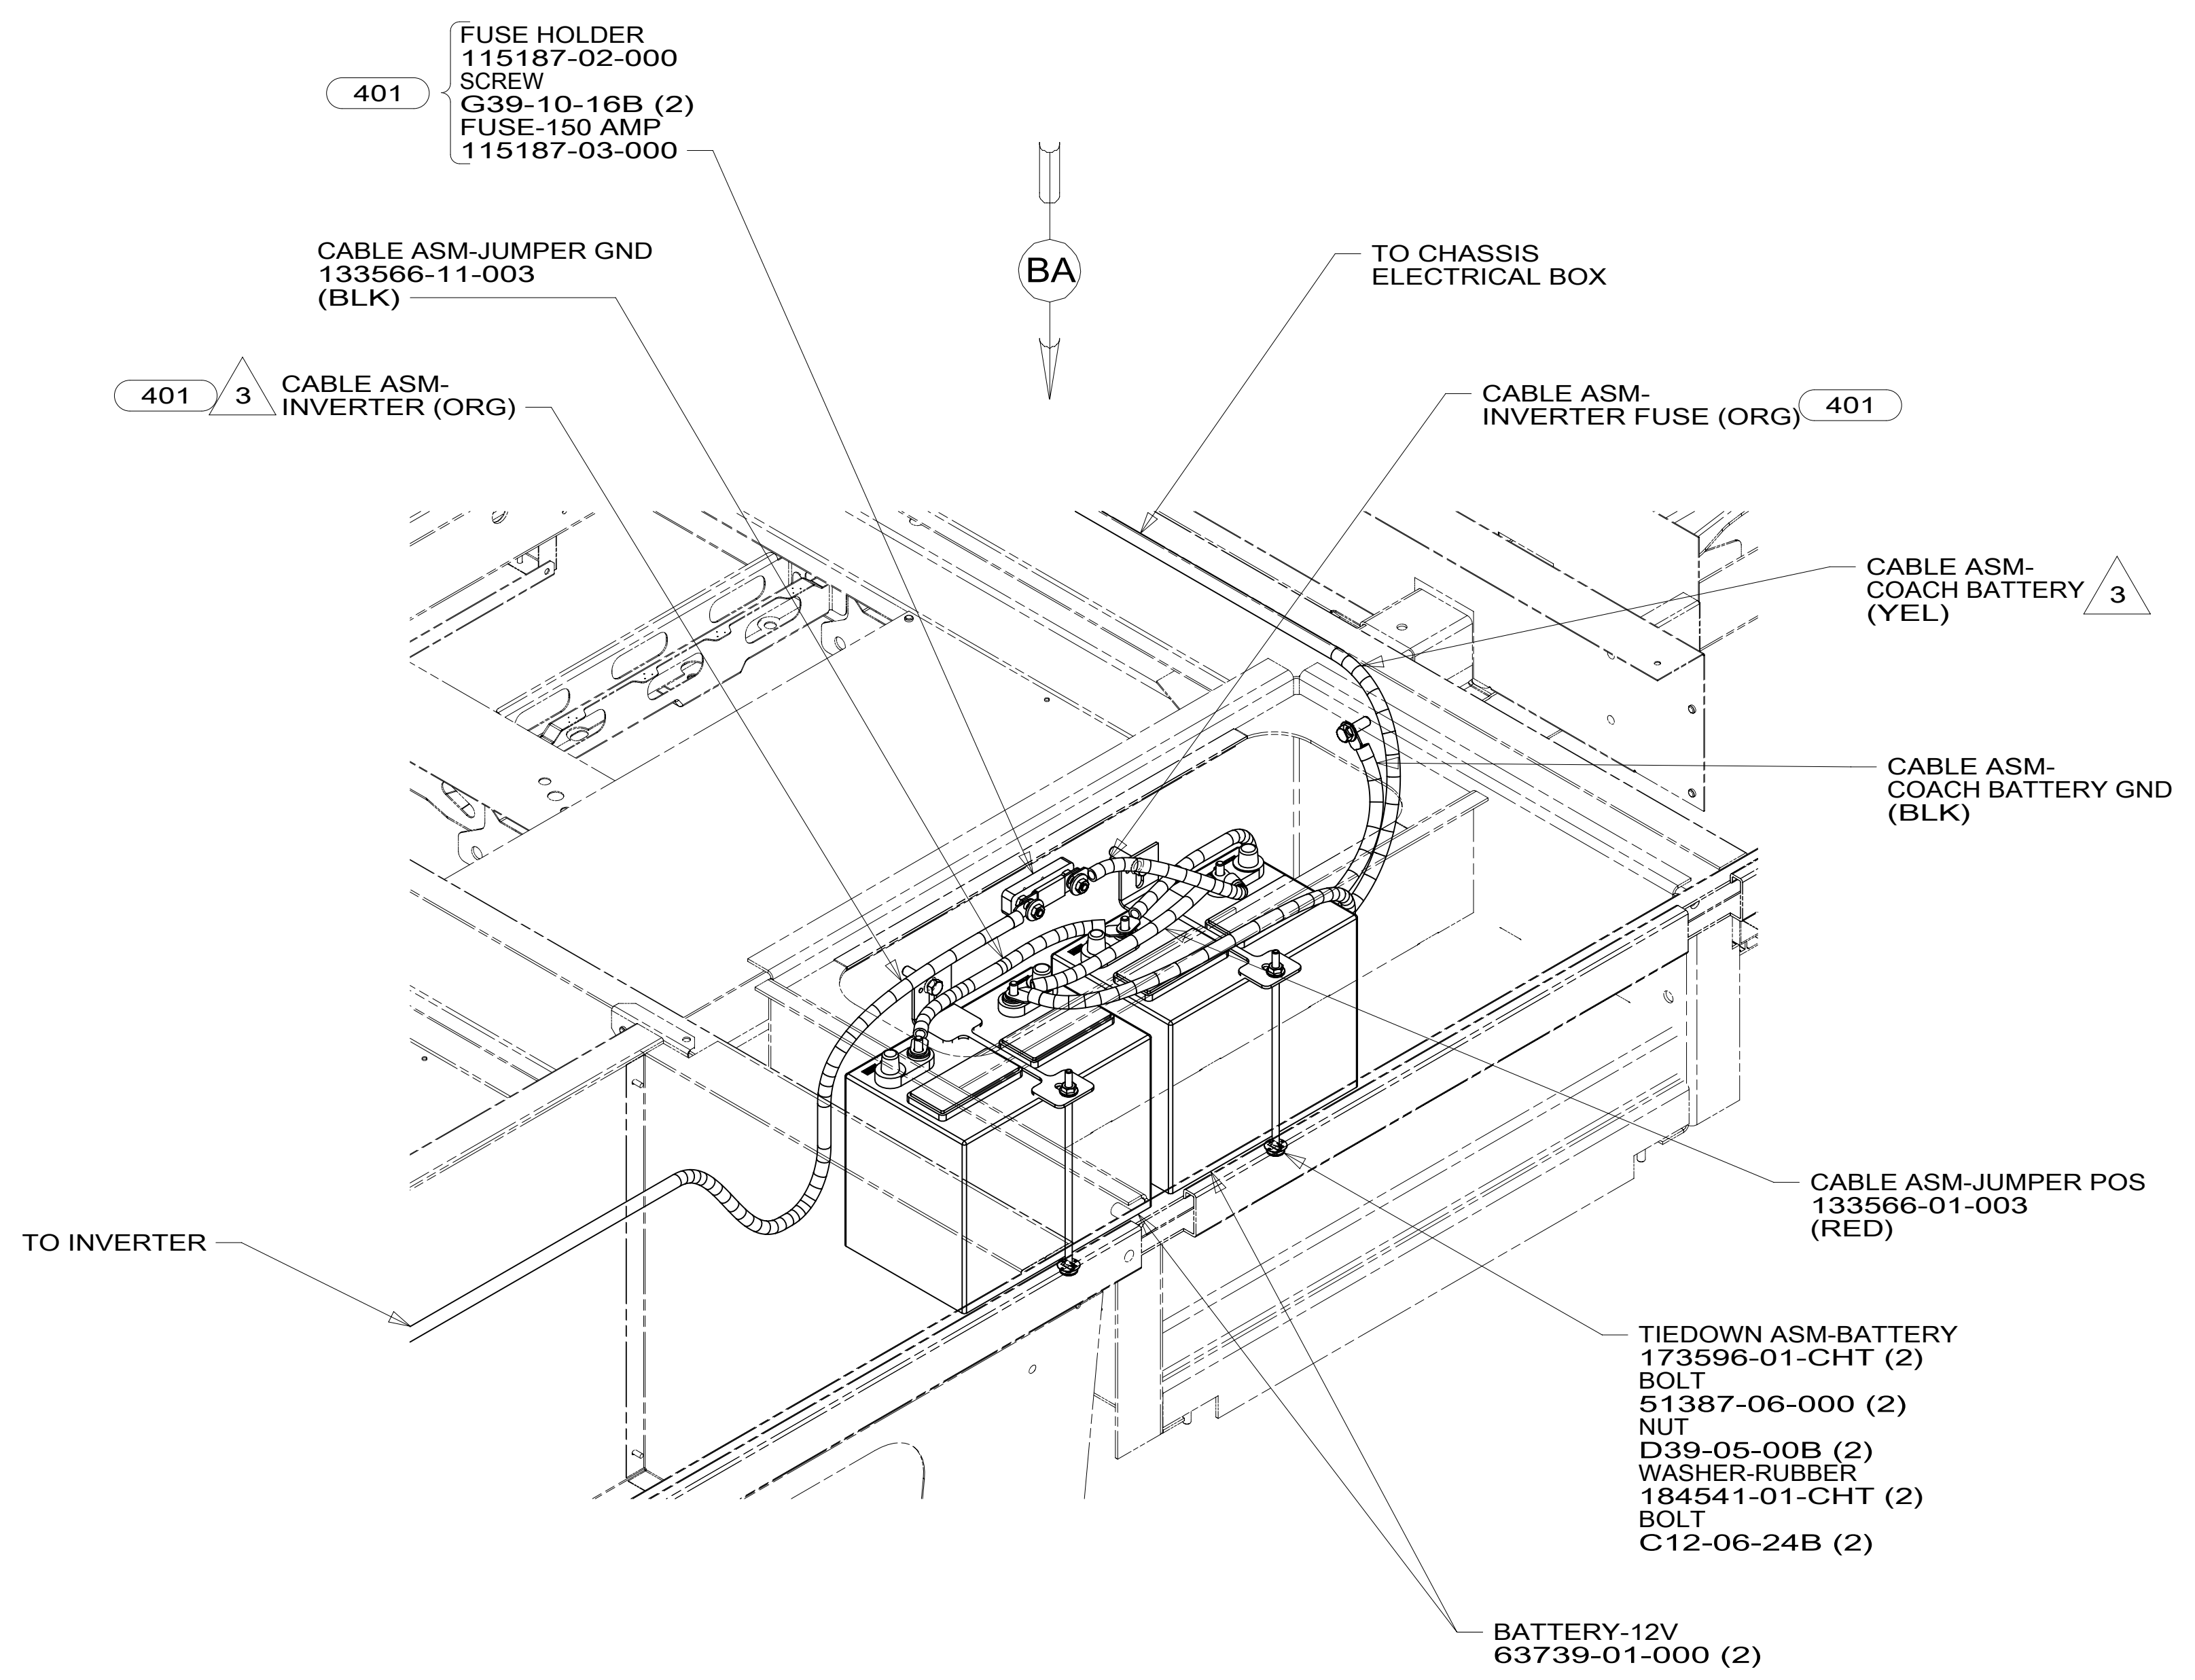 FUSE HOLDER
115187-02-000
SCREW
G39-10-16B (2)
FUSE-150 AMP
115187-03-000
401
CABLE ASM-JUMPER GND
133566-11-003
(BLK)
BA
TO CHASSIS
ELECTRICAL BOX
401
3
CABLE ASM-
INVERTER (ORG)
CABLE ASM-
INVERTER FUSE (ORG)
401
CABLE ASM-
COACH BATTERY
(YEL)
3
CABLE ASM-
COACH BATTERY GND
(BLK)
CABLE ASM-JUMPER POS
133566-01-003
(RED)
TO INVERTER
TIEDOWN ASM-BATTERY
173596-01-CHT (2)
BOLT
51387-06-000 (2)
NUT
D39-05-00B (2)
WASHER-RUBBER
184541-01-CHT (2)
BOLT
C12-06-24B (2)
BATTERY-12V
63739-01-000 (2)